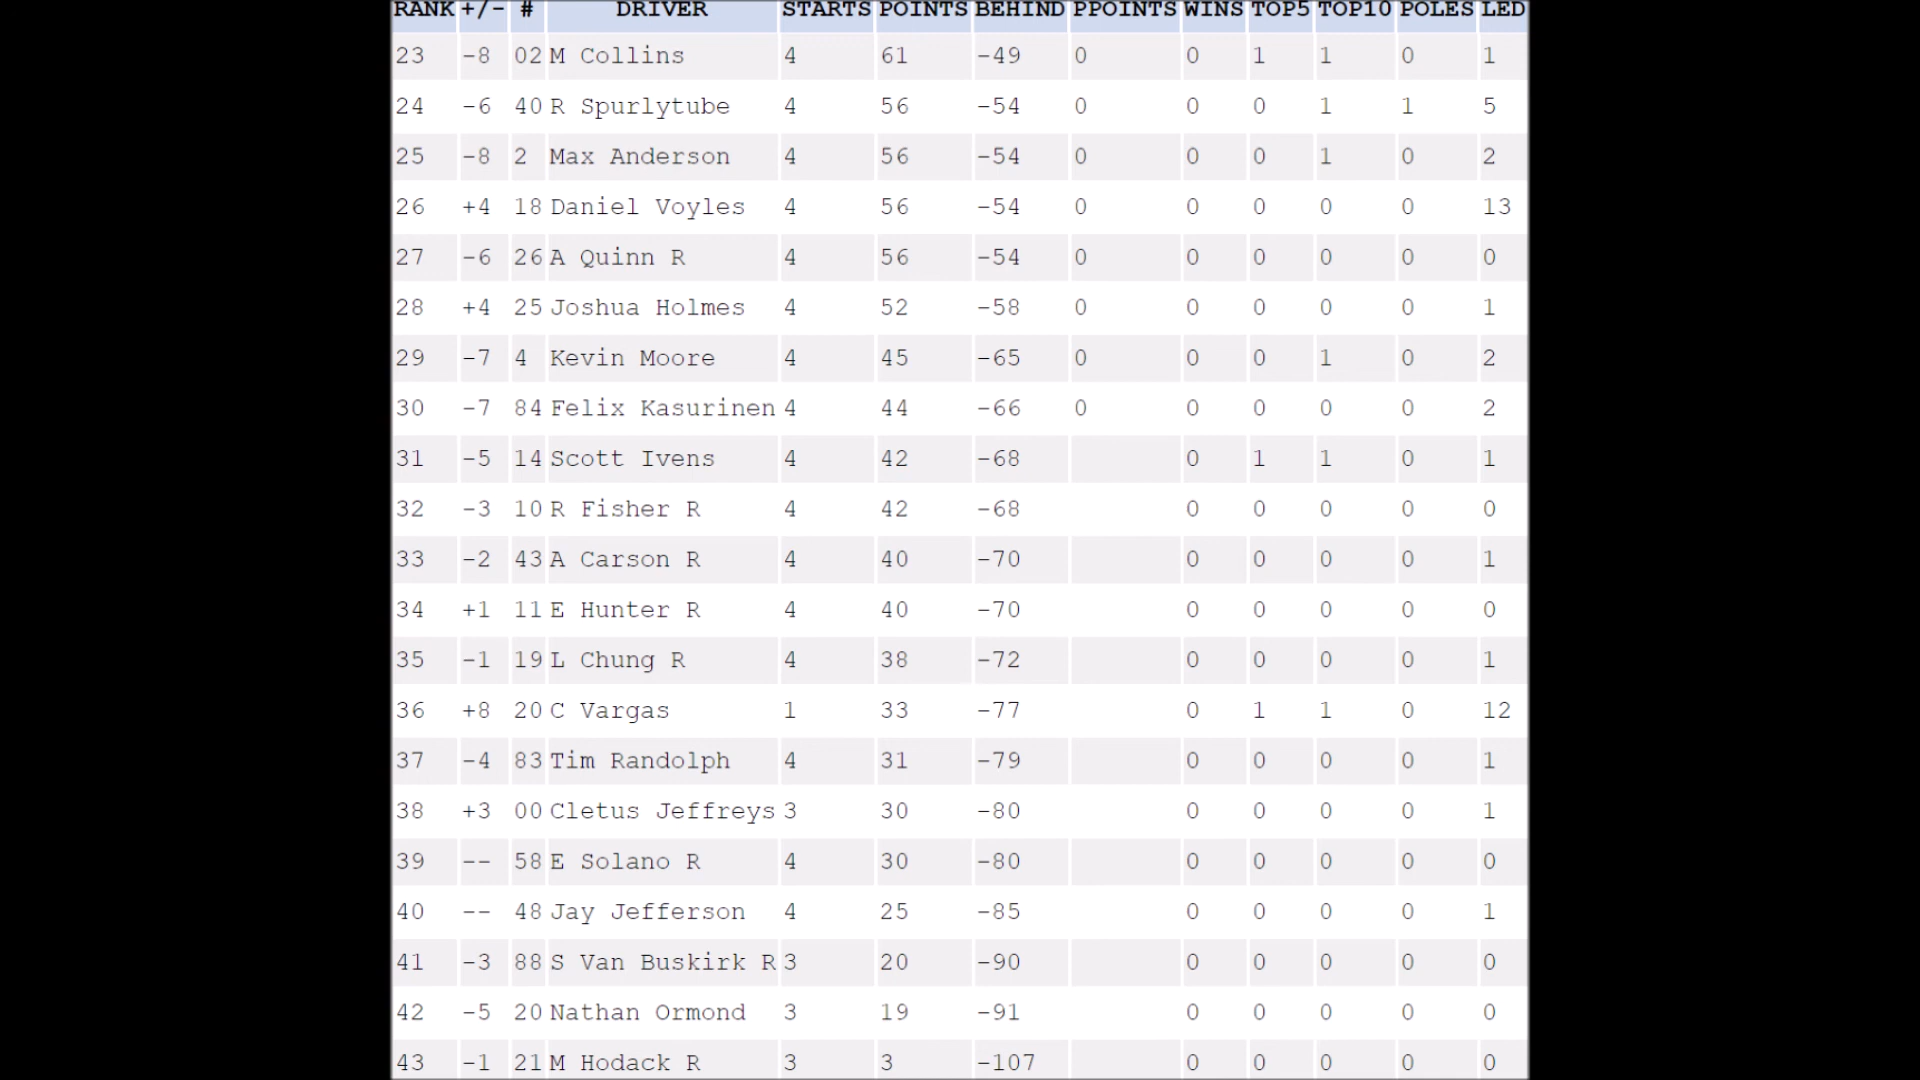 RANK +/- # DRIVER STARTS POINTS BEHIND PPOINTS WINS TOP5 TOP10 POLES LED
23 -8 02 M Collins 4 61 -49 0 0 1 1 0 1
24 -6 40 R Spurlytube 4 56 -54 0 0 0 1 1 5
25 -8 2 Max Anderson 4 56 -54 0 0 0 1 0 2
26 +4 18 Daniel Voyles 4 56 -54 0 0 0 0 0 13
27 -6 26 A Quinn R 4 56 -54 0 0 0 0 0 0
28 +4 25 Joshua Holmes 4 52 -58 0 0 0 0 0 1
29 -7 4 Kevin Moore 4 45 -65 0 0 0 1 0 2
30 -7 84 Felix Kasurinen 4 44 -66 0 0 0 0 0 2
31 -5 14 Scott Ivens 4 42 -68 0 1 1 0 1
32 -3 10 R Fisher R 4 42 -68 0 0 0 0 0
33 -2 43 A Carson R 4 40 -70 0 0 0 0 1
34 +1 11 E Hunter R 4 40 -70 0 0 0 0 0
35 -1 19 L Chung R 4 38 -72 0 0 0 0 1
36 +8 20 C Vargas 1 33 -77 0 1 1 0 12
37 -4 83 Tim Randolph 4 31 -79 0 0 0 0 1
38 +3 00 Cletus Jeffreys 3 30 -80 0 0 0 0 1
39 -- 58 E Solano R 4 30 -80 0 0 0 0 0
40 -- 48 Jay Jefferson 4 25 -85 0 0 0 0 1
41 -3 88 S Van Buskirk R 3 20 -90 0 0 0 0 0
42 -5 20 Nathan Ormond 3 19 -91 0 0 0 0 0
43 -1 21 M Hodack R 3 3 -107 0 0 0 0 0